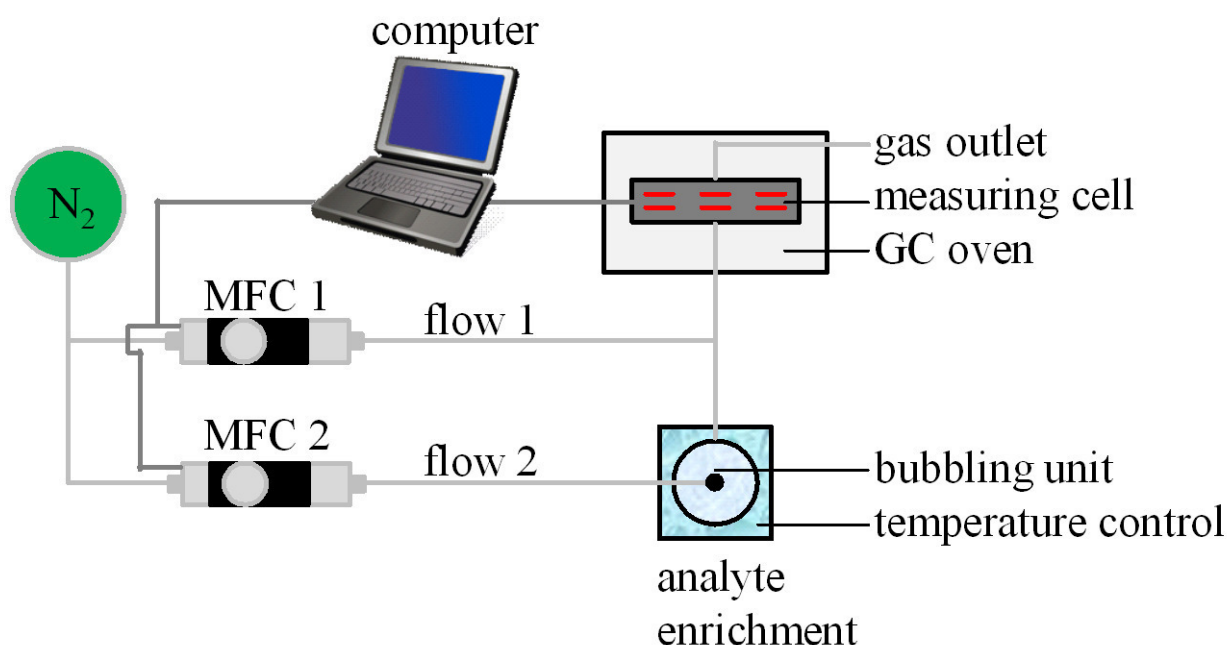 computer
N₂
gas outlet
measuring cell
GC oven
MFC 1
flow 1
MFC 2
flow 2
bubbling unit
temperature control
analyte
enrichment